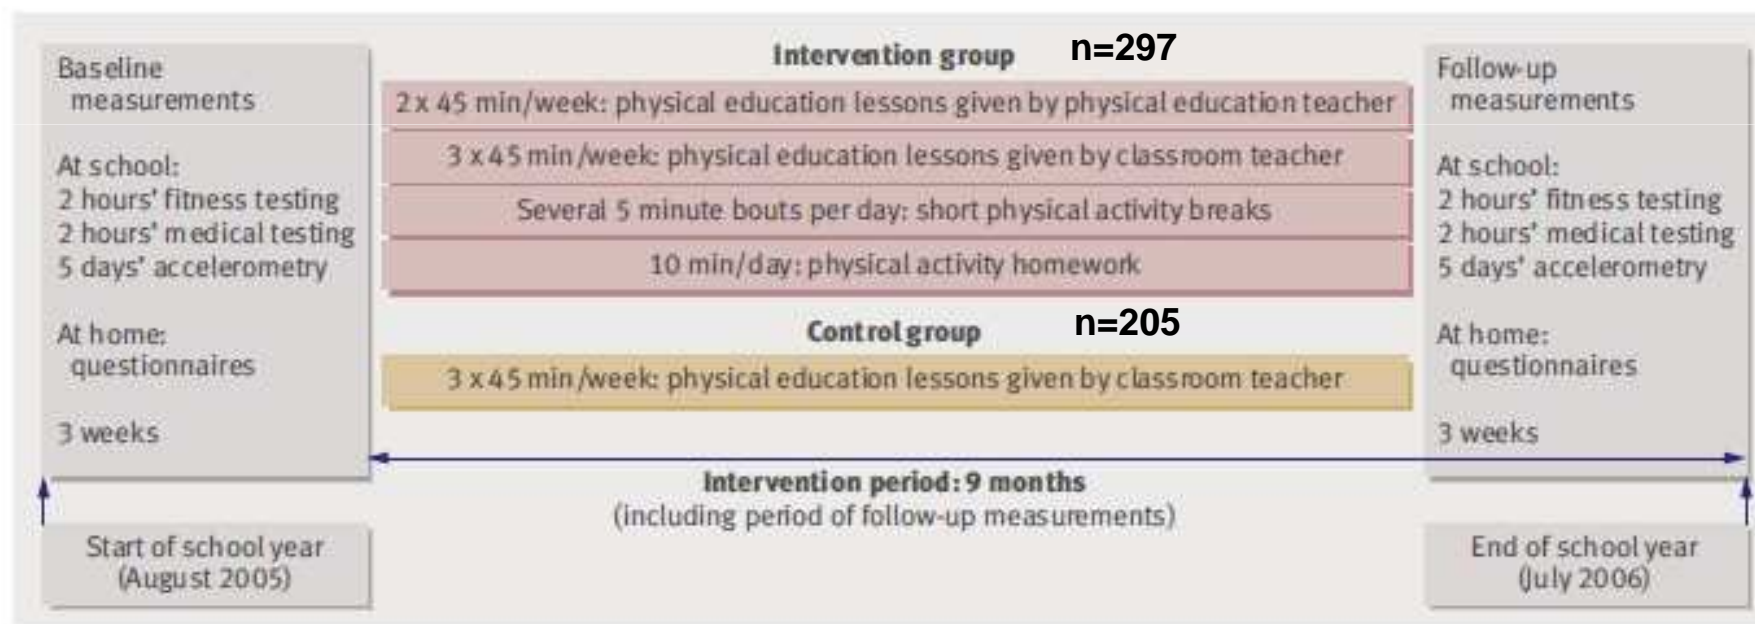 Baseline
measurements
At school:
2 hours' fitness testing
2 hours' medical testing
5 days' accelerometry
At home:
questionnaires
3 weeks
Intervention group n=297
2 x 45 min/week: physical education lessons given by physical education teacher
3 x 45 min/week: physical education lessons given by classroom teacher
Several 5 minute bouts per day: short physical activity breaks
10 min/day: physical activity homework
Control group n=205
3 x 45 min/week: physical education lessons given by classroom teacher
Follow-up
measurements
At school:
2 hours' fitness testing
2 hours' medical testing
5 days' accelerometry
At home:
questionnaires
3 weeks
Intervention period: 9 months
(including period of follow-up measurements)
Start of school year
(August 2005)
End of school year
(July 2006)